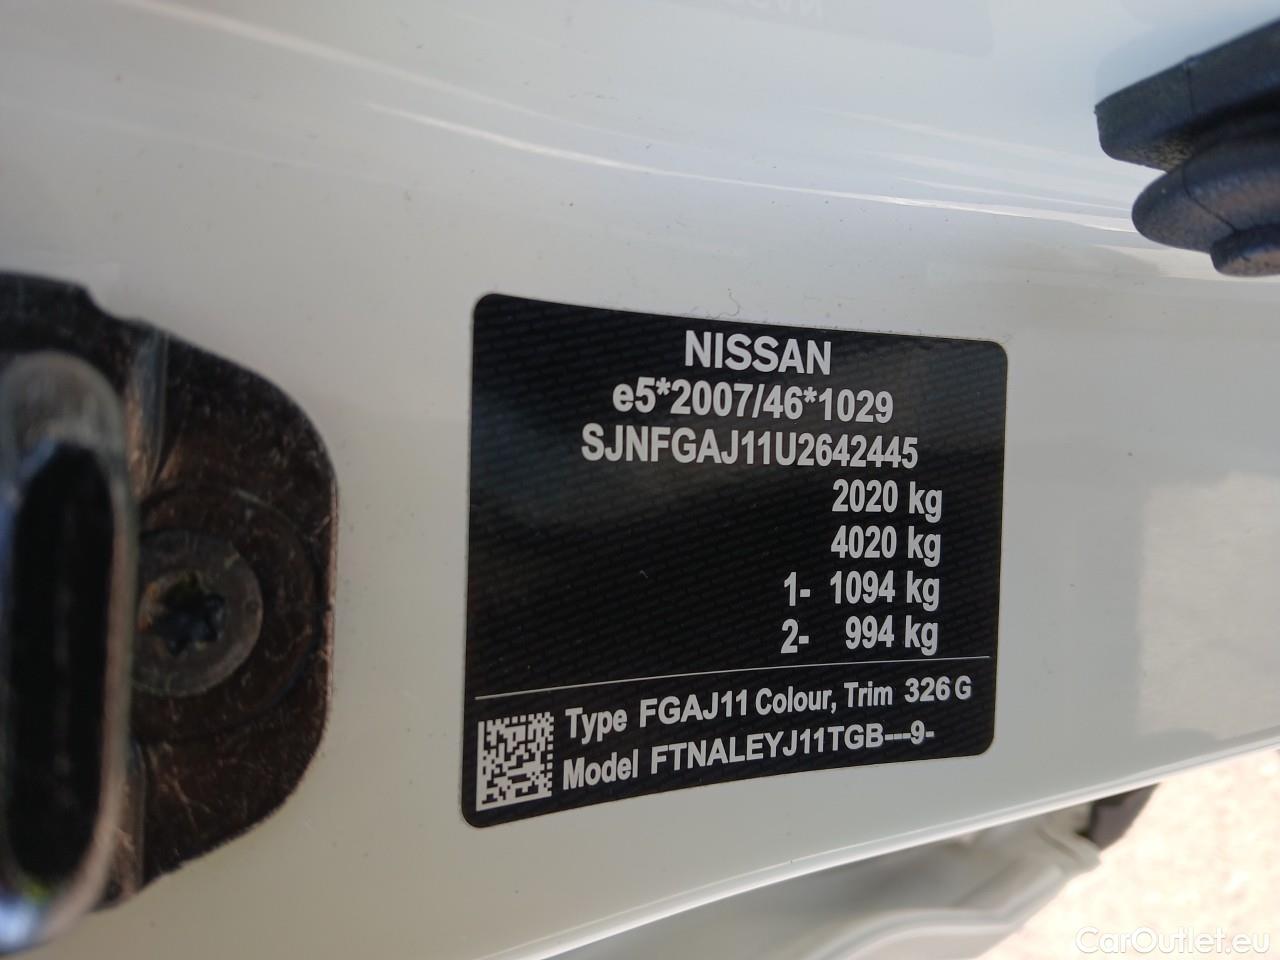 NISSAN
e5*2007/46*1029
SJNFGAJ11U2642445
2020 kg
4020 kg
1- 1094 kg
2- 994 kg
Type FGAJ11 Colour, Trim 326 G
Model FTNALEYJ11TGB---9-
CarOutlet.eu